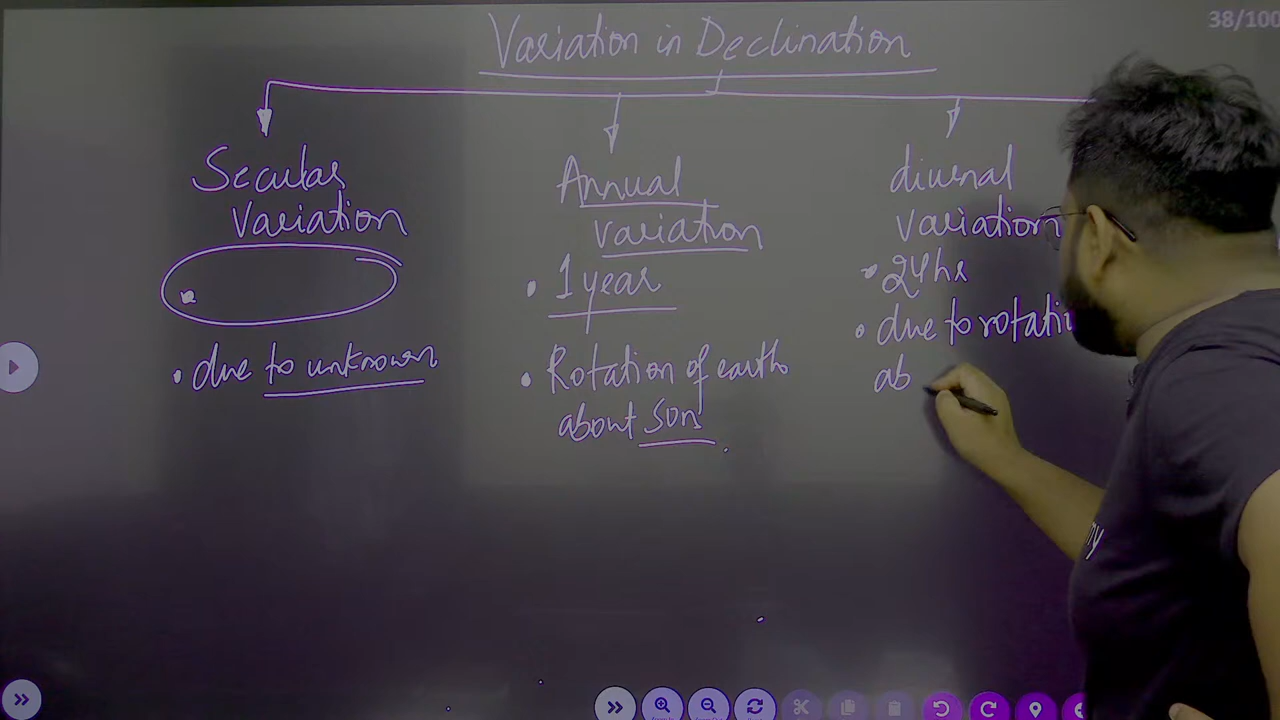 38/100
Variation in Declination
Secular
Variation
• due to unknown
Annual
variation
• 1 year
• Rotation of earth
about Sun
diurnal
variation
• 24hs
• due to rotati
ab